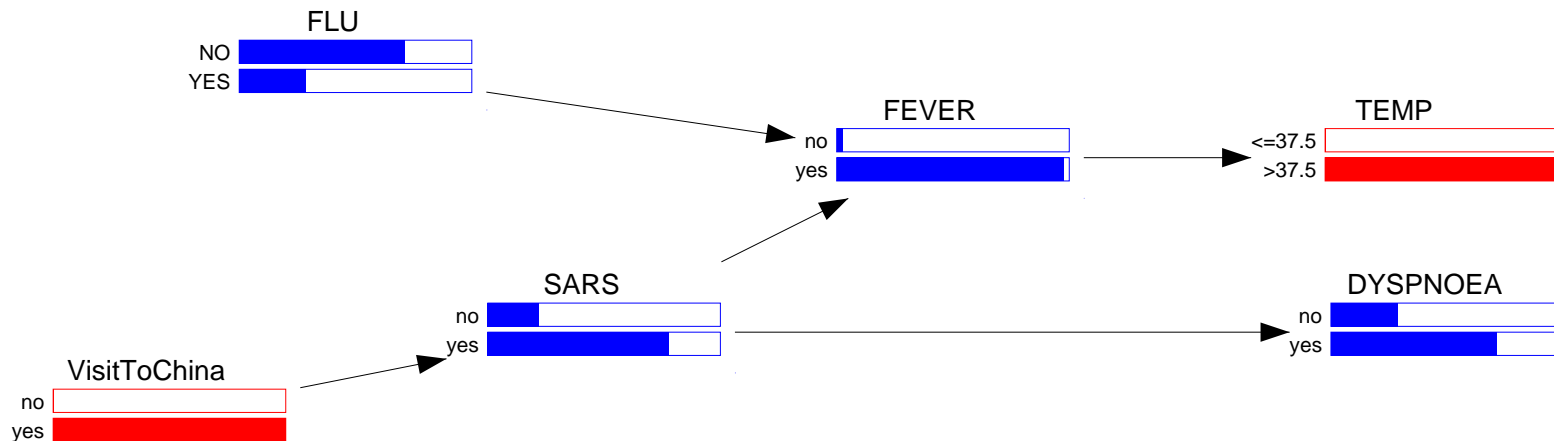 FLU
NO
YES
FEVER
no
yes
TEMP
<=37.5
>37.5
SARS
no
yes
DYSPNOEA
no
yes
VisitToChina
no
yes